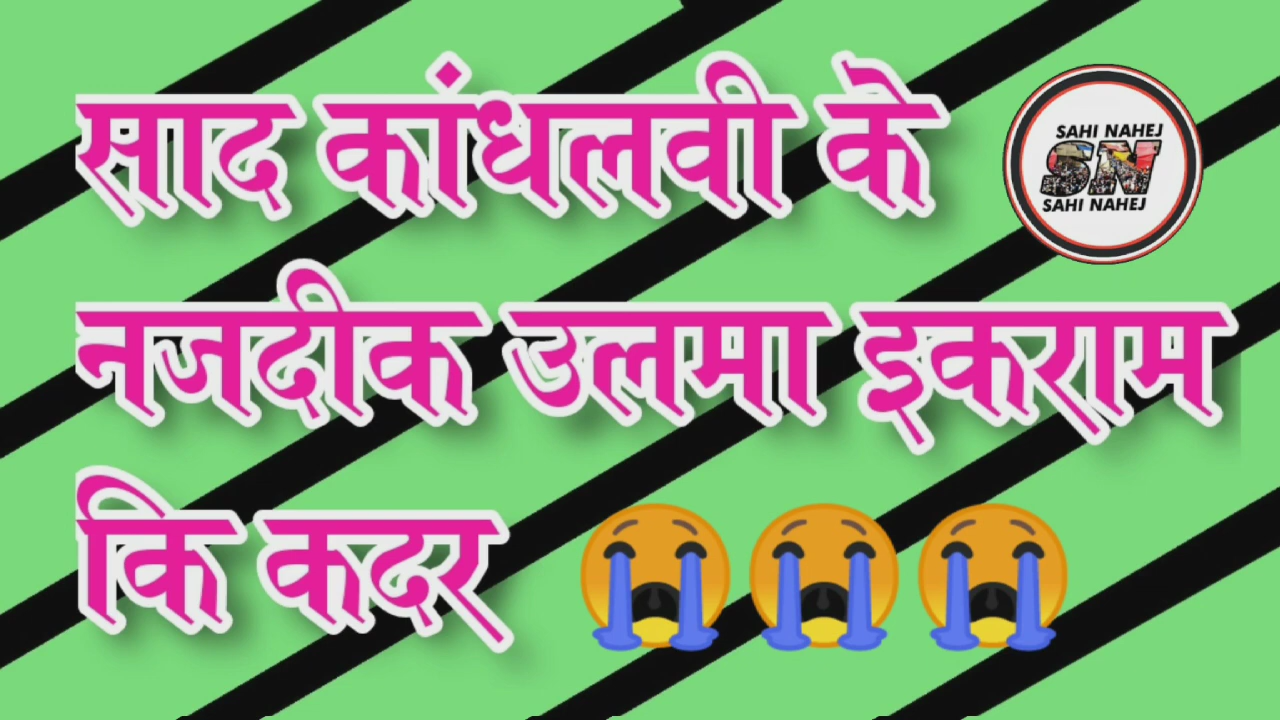 साद कांधलवी के
SAHI NAHEJ
SN
SAHI NAHEJ
नजदीक उलमा इकराम
कि कदर 😭😭😭